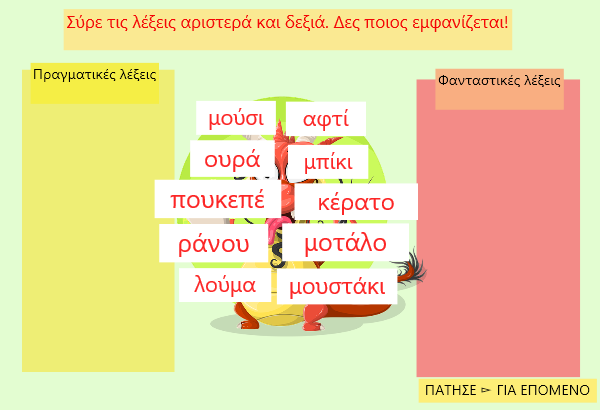 Σύρε τις λέξεις αριστερά και δεξιά. Δες ποιος εμφανίζεται!
Πραγματικές λέξεις
Φανταστικές λέξεις
μούσι αφτί
ουρά μπίκι
πουκεπέ κέρατο
ράνου μοτάλο
λούμα μουστάκι
ΠΑΤΗΣΕ ► ΓΙΑ ΕΠΟΜΕΝΟ